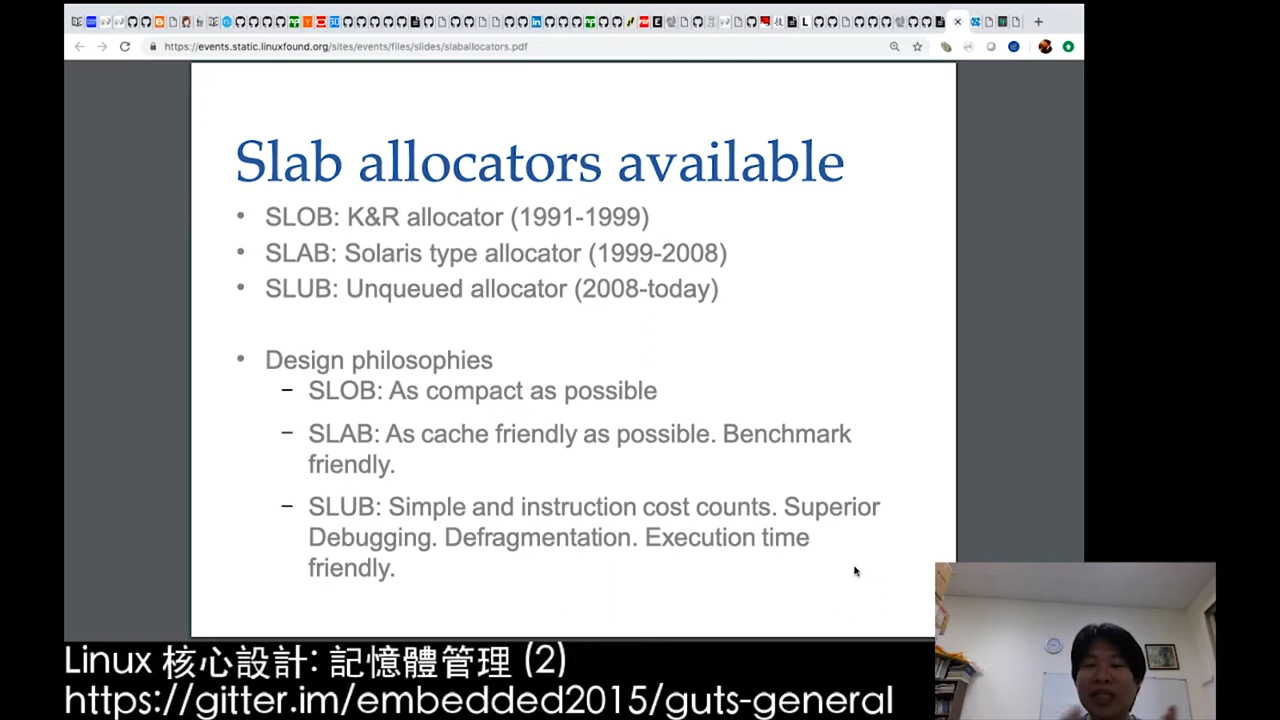 https://events.static.linuxfound.org/sites/events/files/slides/slaballocators.pdf
Slab allocators available
• SLOB: K&R allocator (1991-1999)
• SLAB: Solaris type allocator (1999-2008)
• SLUB: Unqueued allocator (2008-today)
• Design philosophies
– SLOB: As compact as possible
– SLAB: As cache friendly as possible. Benchmark
friendly.
– SLUB: Simple and instruction cost counts. Superior
Debugging. Defragmentation. Execution time
friendly.
Linux 核心設計: 記憶體管理 (2)
https://gitter.im/embedded2015/guts-general